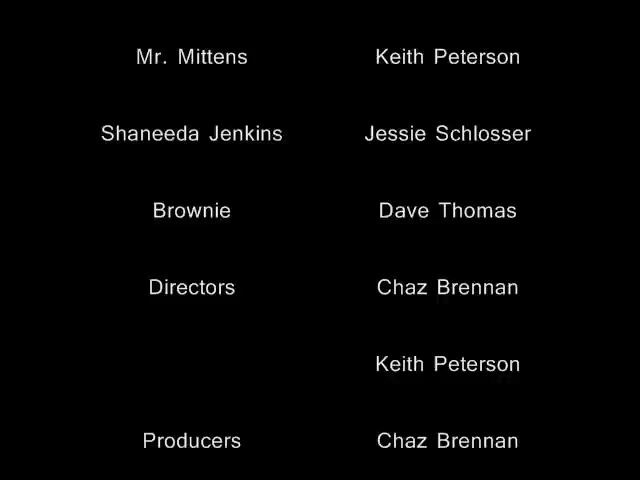 Mr. Mittens Keith Peterson
Shaneeda Jenkins Jessie Schlosser
Brownie Dave Thomas
Directors Chaz Brennan
Keith Peterson
Producers Chaz Brennan